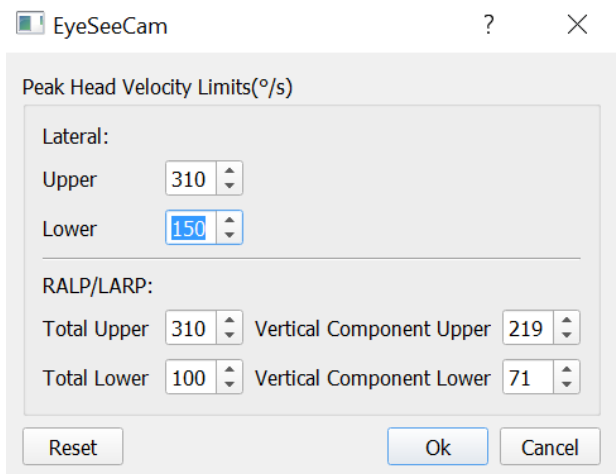 EyeSeeCam ?
Peak Head Velocity Limits(°/s)
Lateral:
Upper 310
Lower 150
RALP/LARP:
Total Upper 310 Vertical Component Upper 219
Total Lower 100 Vertical Component Lower 71
Reset Ok Cancel